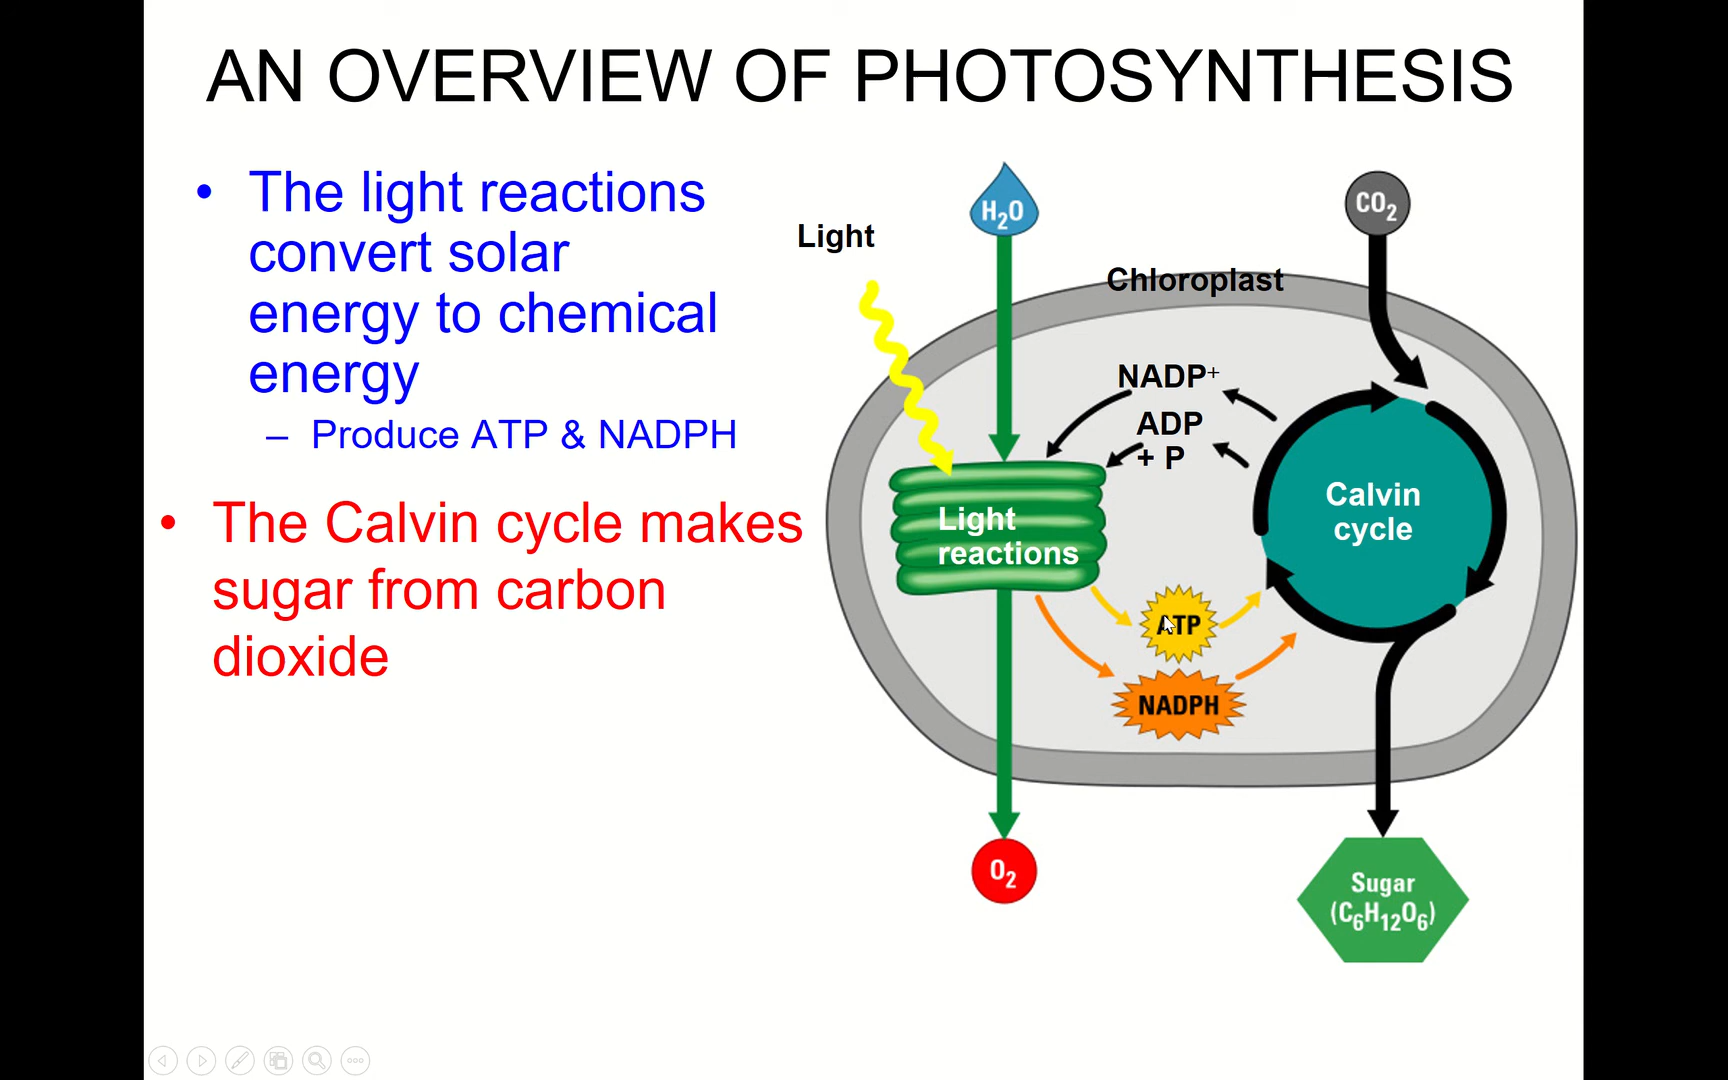 AN OVERVIEW OF PHOTOSYNTHESIS
• The light reactions
convert solar
energy to chemical
energy
– Produce ATP & NADPH
• The Calvin cycle makes
sugar from carbon
dioxide
Light
H₂O
CO₂
Chloroplast
NADP⁺
ADP
+ P
Light
reactions
Calvin
cycle
ATP
NADPH
O₂
Sugar
(C₆H₁₂O₆)